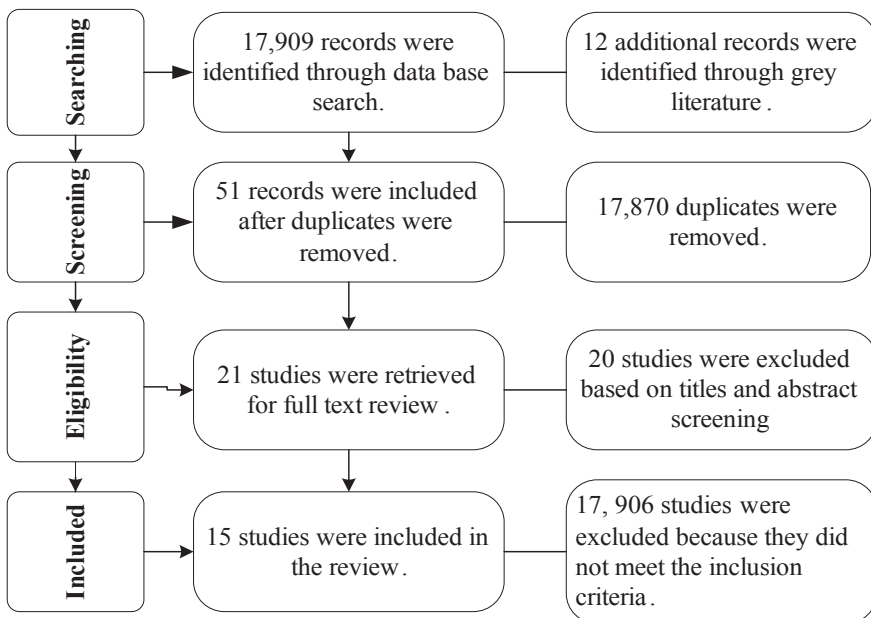 Searching
17,909 records were
identified through data base
search.
12 additional records were
identified through grey
literature .
Screening
51 records were included
after duplicates were
removed.
17,870 duplicates were
removed.
Eligibility
21 studies were retrieved
for full text review .
20 studies were excluded
based on titles and abstract
screening
Included
15 studies were included in
the review.
17, 906 studies were
excluded because they did
not meet the inclusion
criteria.